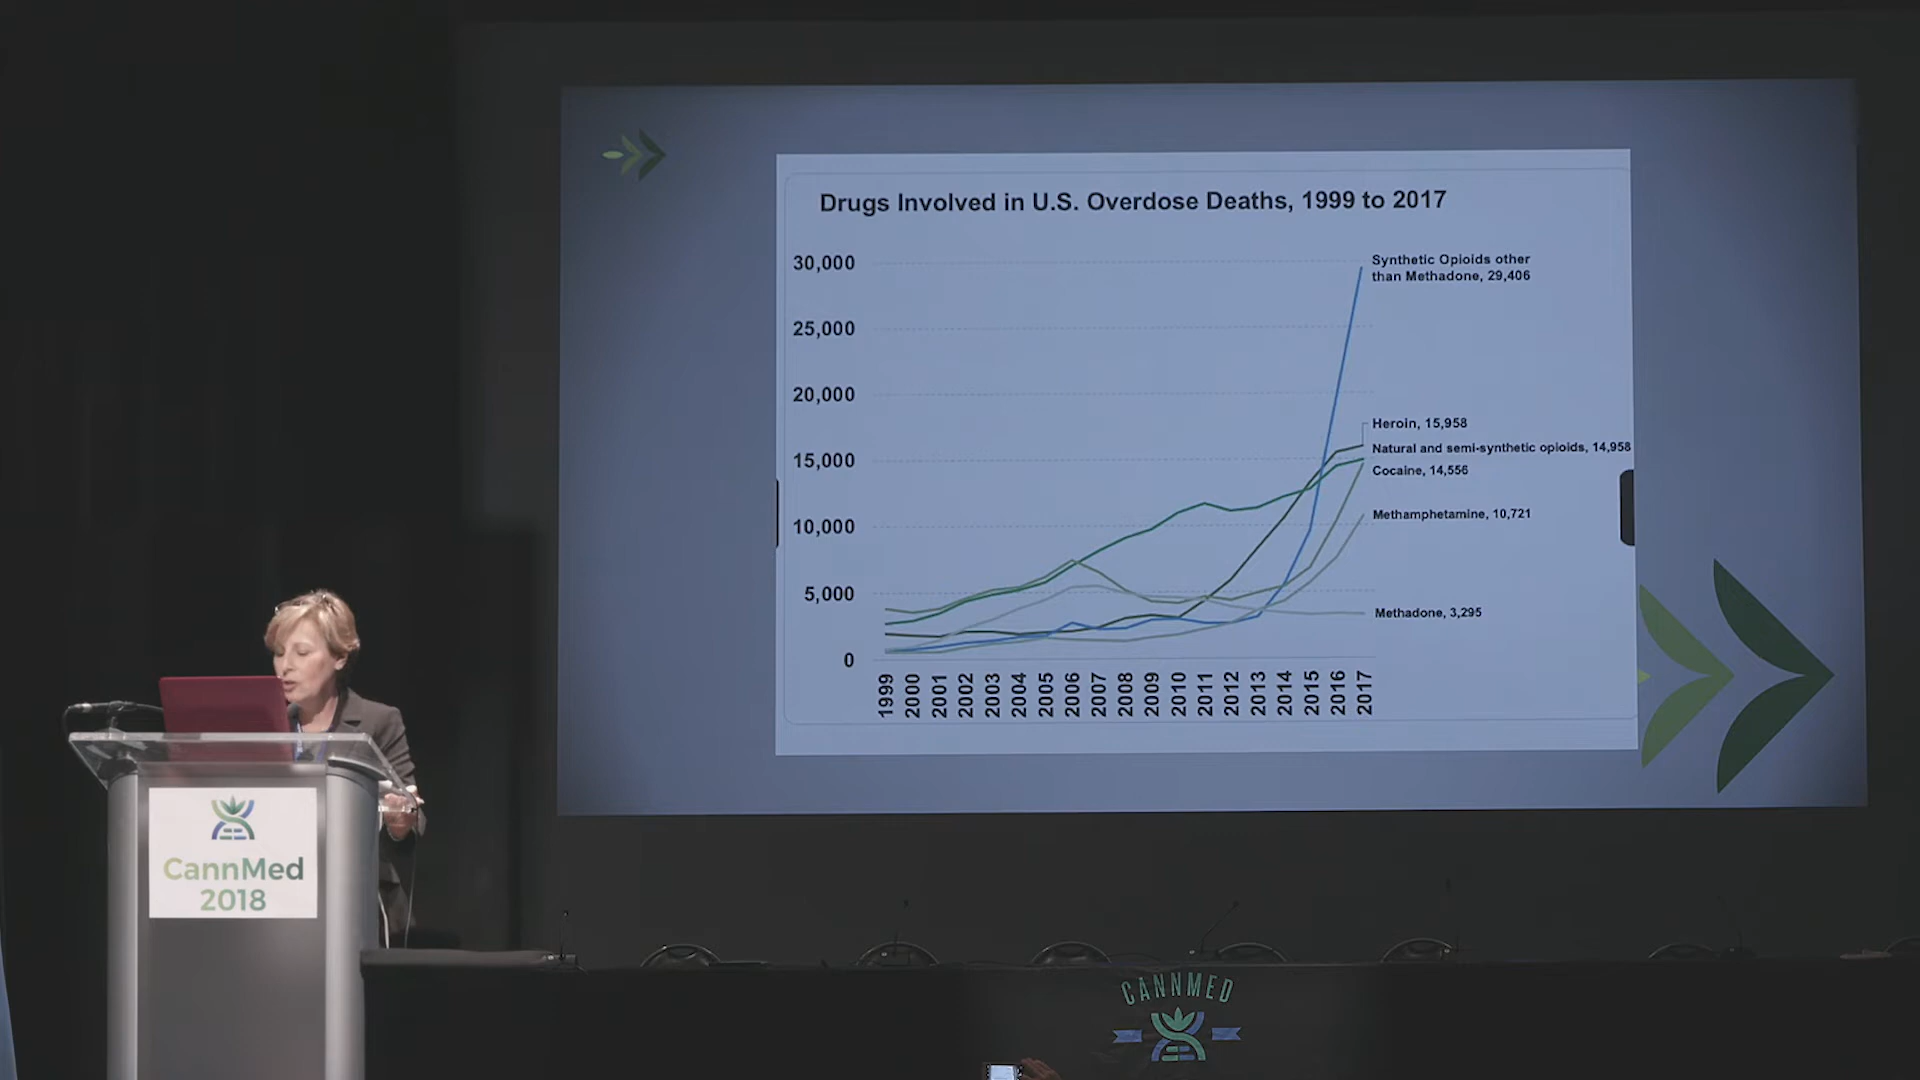 Drugs Involved in U.S. Overdose Deaths, 1999 to 2017
30,000
25,000
20,000
15,000
10,000
5,000
0
Synthetic Opioids other
than Methadone, 29,406
Heroin, 15,958
Natural and semi-synthetic opioids, 14,958
Cocaine, 14,556
Methamphetamine, 10,721
Methadone, 3,295
1999
2000
2001
2002
2003
2004
2005
2006
2007
2008
2009
2010
2011
2012
2013
2014
2015
2016
2017
CannMed
2018
CANNMED